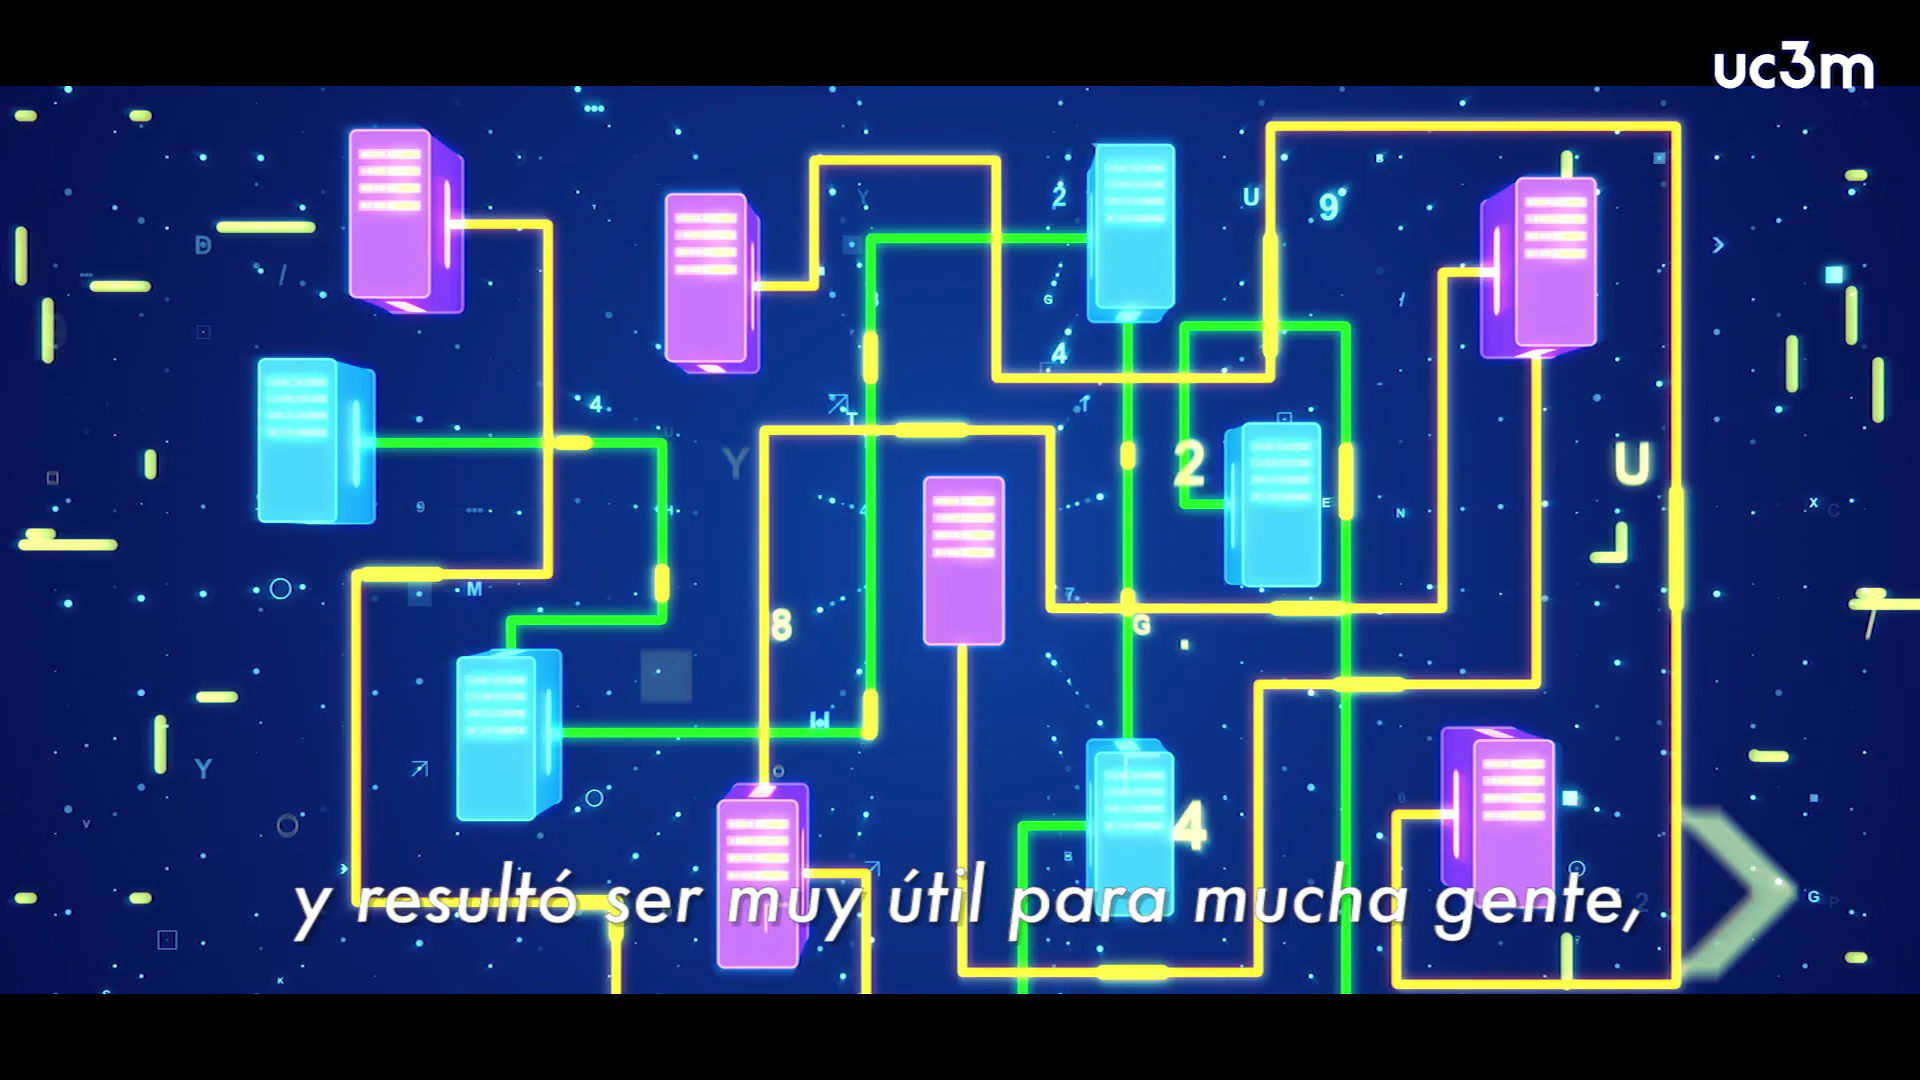 uc3m
y resultó ser muy útil para mucha gente,